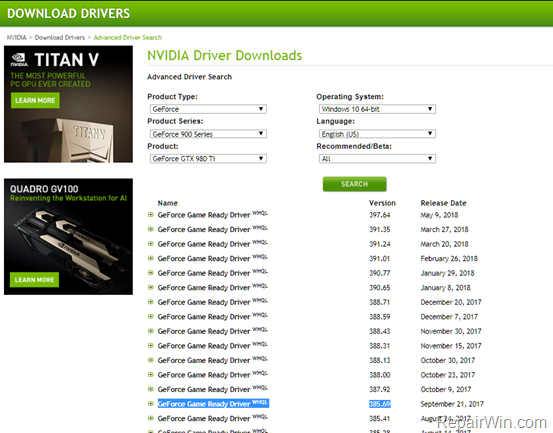 DOWNLOAD DRIVERS
NVIDIA > Download Drivers > Advanced Driver Search
NVIDIA
TITAN V
THE MOST POWERFUL
PC GPU EVER CREATED
LEARN MORE
TITAN V
QUADRO GV100
Reinventing the Workstation for AI
LEARN MORE
NVIDIA Driver Downloads
Advanced Driver Search
Product Type: Operating System:
GeForce Windows 10 64-bit
Product Series: Language:
GeForce 900 Series English (US)
Product: Recommended/Beta:
GeForce GTX 980 Ti All
SEARCH
Name Version Release Date
GeForce Game Ready Driver WHQL 397.64 May 9, 2018
GeForce Game Ready Driver WHQL 391.35 March 27, 2018
GeForce Game Ready Driver WHQL 391.24 March 20, 2018
GeForce Game Ready Driver WHQL 391.01 February 26, 2018
GeForce Game Ready Driver WHQL 390.77 January 29, 2018
GeForce Game Ready Driver WHQL 390.65 January 8, 2018
GeForce Game Ready Driver WHQL 388.71 December 20, 2017
GeForce Game Ready Driver WHQL 388.59 December 7, 2017
GeForce Game Ready Driver WHQL 388.43 November 30, 2017
GeForce Game Ready Driver WHQL 388.31 November 15, 2017
GeForce Game Ready Driver WHQL 388.13 October 30, 2017
GeForce Game Ready Driver WHQL 388.00 October 23, 2017
GeForce Game Ready Driver WHQL 387.92 October 9, 2017
GeForce Game Ready Driver WHQL 385.69 September 21, 2017
GeForce Game Ready Driver WHQL 385.41 August 24, 2017
GeForce Game Ready Driver WHQL 385.28 2017
RepairWin.com